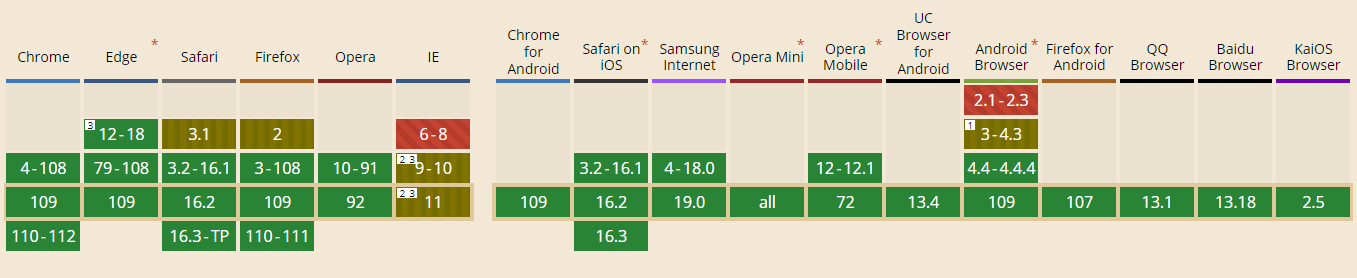 Chrome Edge * Safari Firefox Opera IE Chrome for Android Safari on iOS * Samsung Internet Opera Mini * Opera Mobile * UC Browser for Android Android Browser * Firefox for Android QQ Browser Baidu Browser KaiOS Browser
2.1-2.3
3 12-18 3.1 2 6-8 1 3-4.3
4-108 79-108 3.2-16.1 3-108 10-91 2 3 9-10 3.2-16.1 4-18.0 12-12.1 4.4-4.4.4
109 109 16.2 109 92 2 3 11 109 16.2 19.0 all 72 13.4 109 107 13.1 13.18 2.5
110-112 16.3-TP 110-111 16.3